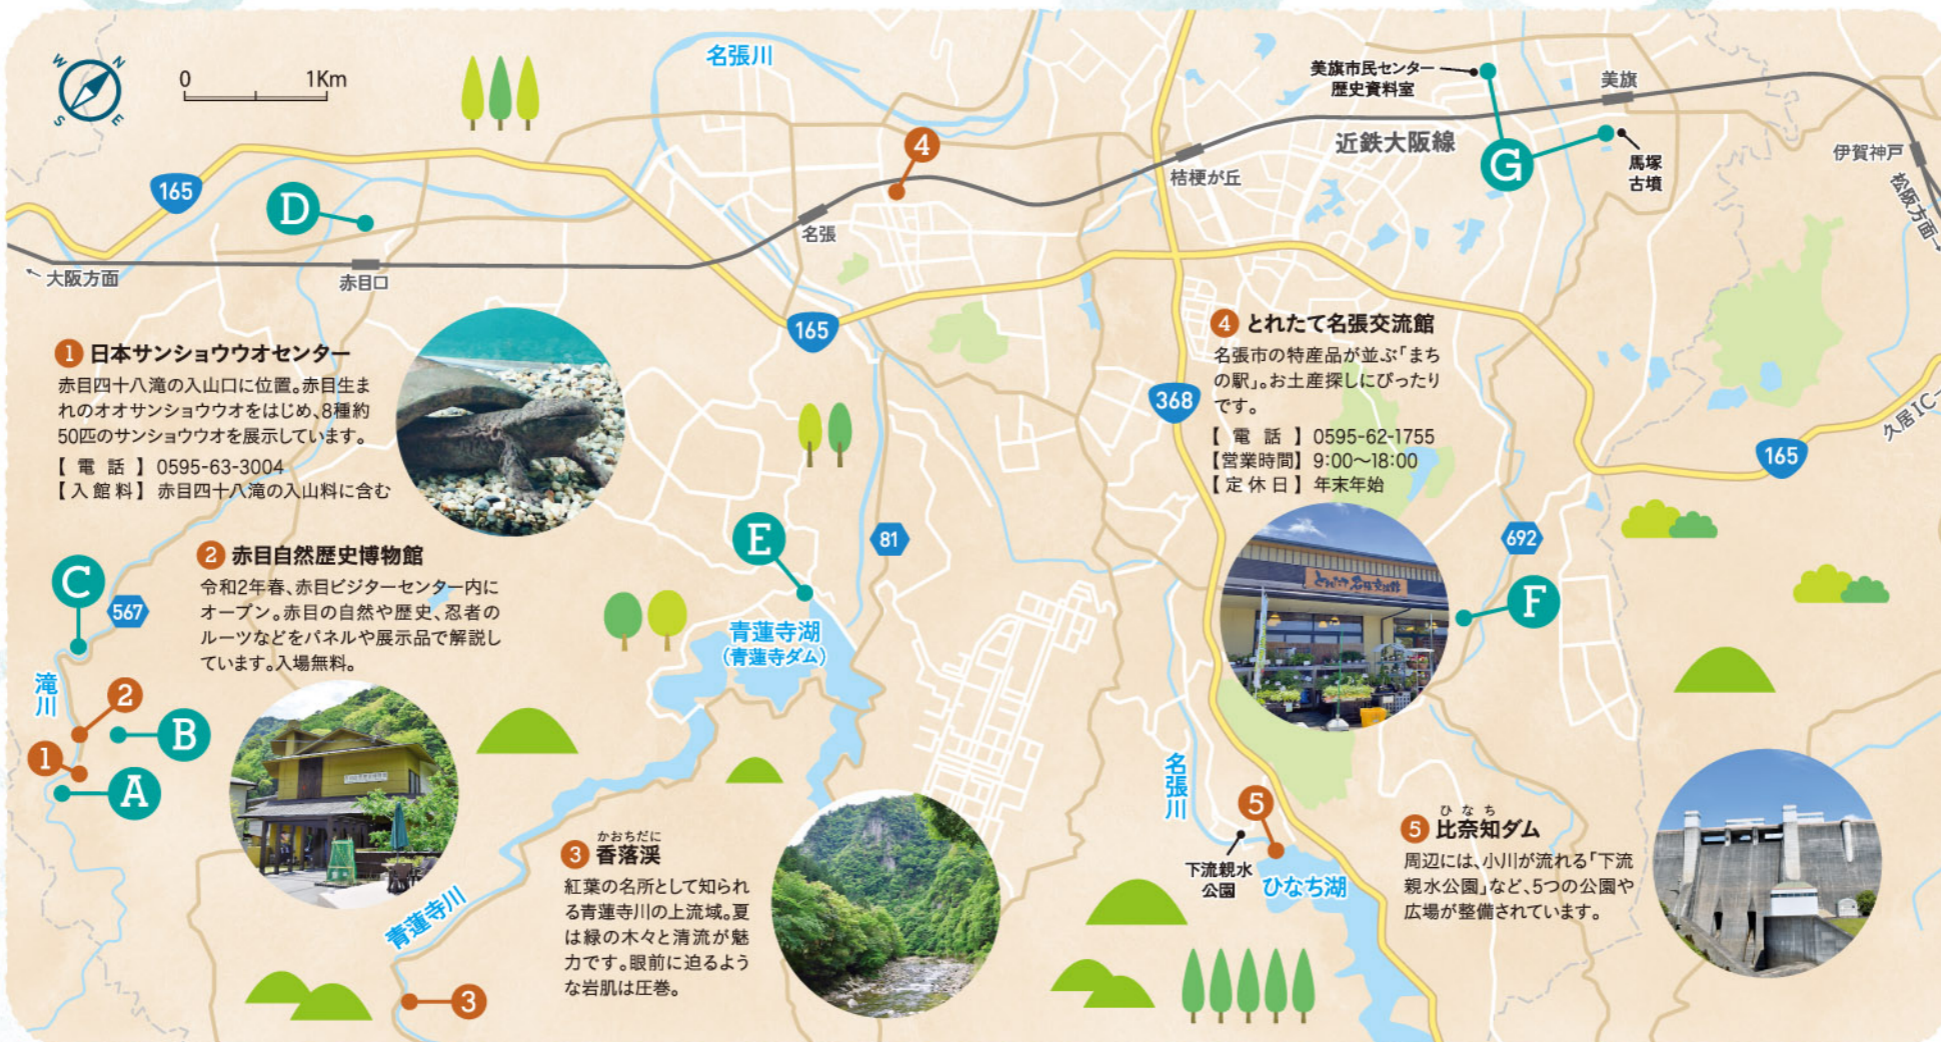 W
N
S
E
0 1Km
名張川
美旗市民センター
歴史資料室
美旗
近鉄大阪線
G
馬塚
古墳
伊賀神戸
松阪方面→
165
D
4
桔梗が丘
名張
←大阪方面
赤目口
165
1 日本サンショウウオセンター
赤目四十八滝の入山口に位置。赤目生ま
れのオオサンショウウオをはじめ、8種約
50匹のサンショウウオを展示しています。
【電話】0595-63-3004
【入館料】赤目四十八滝の入山料に含む
4 とれたて名張交流館
名張市の特産品が並ぶ「まち
の駅」。お土産探しにぴったり
です。
【電話】0595-62-1755
【営業時間】9:00〜18:00
【定休日】年末年始
368
久居IC
165
2 赤目自然歴史博物館
令和2年春、赤目ビジターセンター内に
オープン。赤目の自然や歴史、忍者の
ルーツなどをパネルや展示品で解説し
ています。入場無料。
C
567
E
81
692
F
とれたて名張交流館
青蓮寺湖
(青蓮寺ダム)
滝川
2
B
1
A
名張川
5
下流親水
公園
ひなち湖
3 香落渓
かおちだに
紅葉の名所として知られ
る青蓮寺川の上流域。夏
は緑の木々と清流が魅
力です。眼前に迫るよう
な岩肌は圧巻。
青蓮寺川
3
ひなち
5 比奈知ダム
周辺には、小川が流れる「下流
親水公園」など、5つの公園や
広場が整備されています。